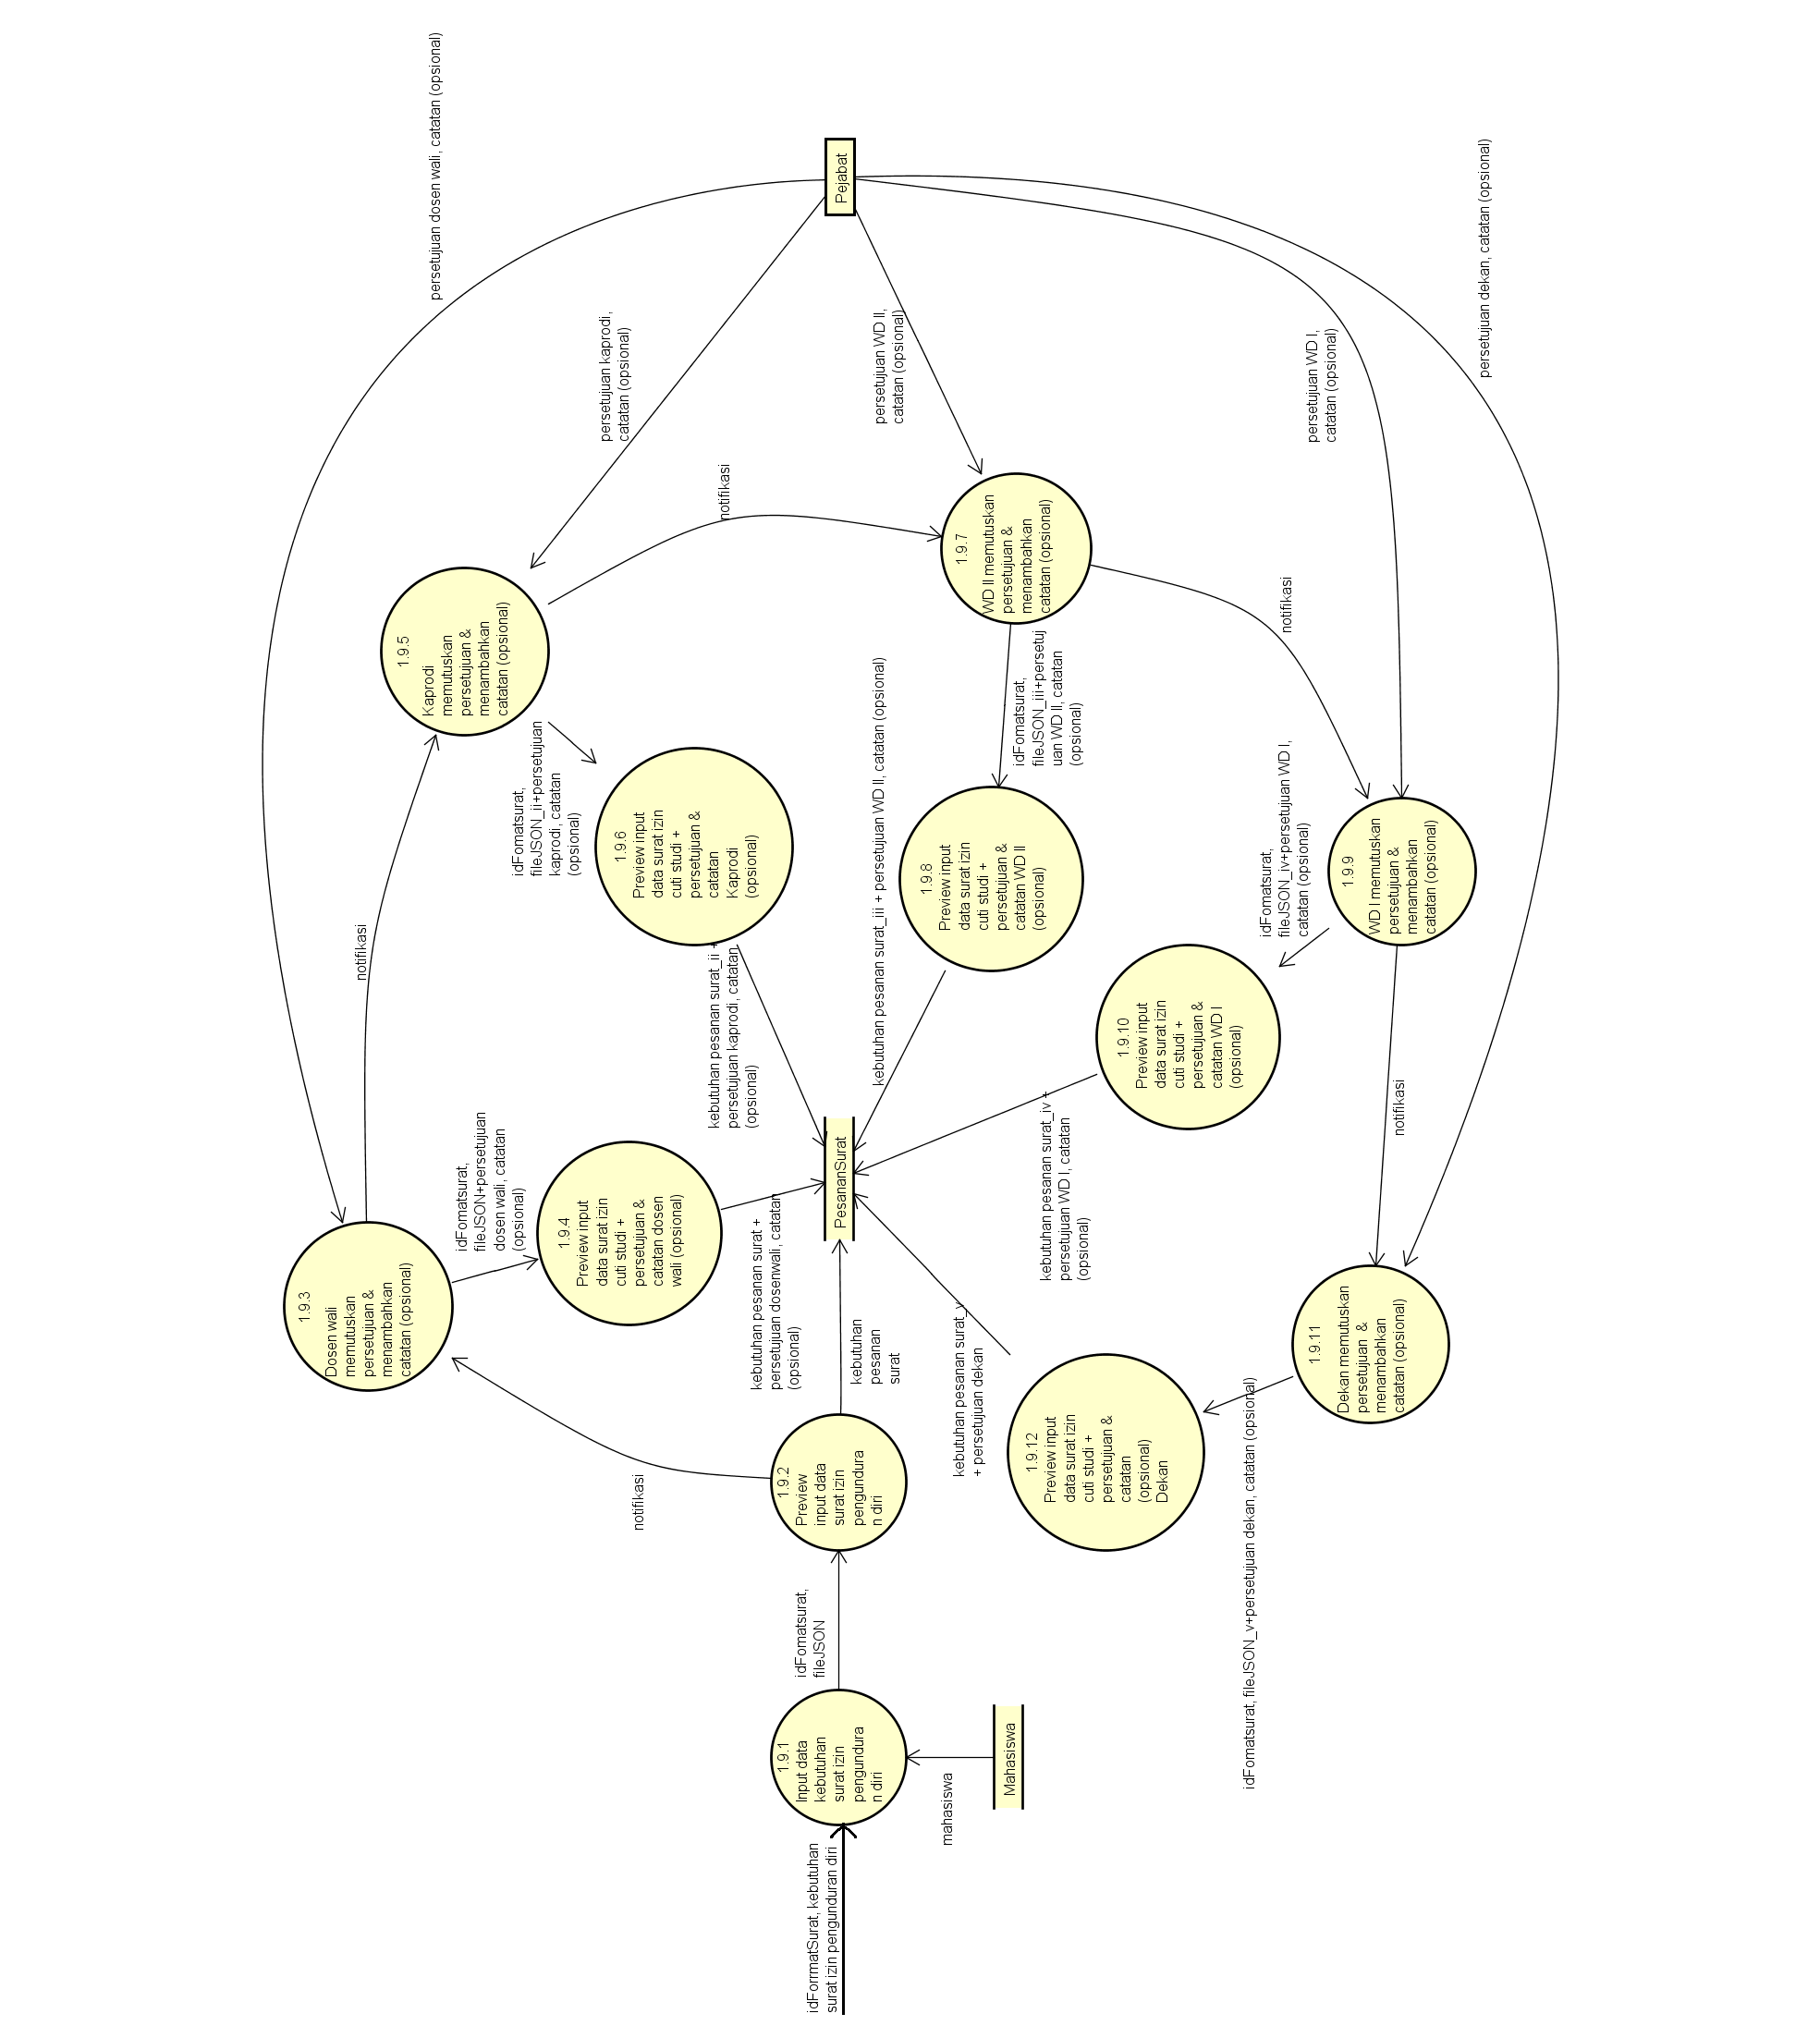 idForrmatSurat, kebutuhan
surat izin pengunduran diri
1.9.1
Input data
kebutuhan
surat izin
pengundura
n diri
mahasiswa
Mahasiswa
idFomatsurat,
fileJSON
1.9.2
Preview
input data
surat izin
pengundura
n diri
notifikasi
kebutuhan
pesanan
surat
PesananSurat
1.9.3
Dosen wali
memutuskan
persetujuan &
menambahkan
catatan (opsional)
idFomatsurat,
fileJSON+persetujuan
dosen wali, catatan
(opsional)
1.9.4
Preview input
data surat izin
cuti studi +
persetujuan &
catatan dosen
wali (opsional)
kebutuhan pesanan surat +
persetujuan dosenwali, catatan
(opsional)
notifikasi
1.9.5
Kaprodi
memutuskan
persetujuan &
menambahkan
catatan (opsional)
idFomatsurat,
fileJSON_ii+persetujuan
kaprodi, catatan
(opsional)
1.9.6
Preview input
data surat izin
cuti studi +
persetujuan &
catatan
Kaprodi
(opsional)
kebutuhan pesanan surat_ii +
persetujuan kaprodi, catatan
(opsional)
notifikasi
1.9.7
WD II memutuskan
persetujuan &
menambahkan
catatan (opsional)
idFomatsurat,
fileJSON_iii+persetuj
uan WD II, catatan
(opsional)
1.9.8
Preview input
data surat izin
cuti studi +
persetujuan &
catatan WD II
(opsional)
kebutuhan pesanan surat_iii + persetujuan WD II, catatan (opsional)
notifikasi
1.9.9
WD I memutuskan
persetujuan &
menambahkan
catatan (opsional)
idFomatsurat,
fileJSON_iv+persetujuan WD I,
catatan (opsional)
1.9.10
Preview input
data surat izin
cuti studi +
persetujuan &
catatan WD I
(opsional)
kebutuhan pesanan surat_iv +
persetujuan WD I, catatan
(opsional)
notifikasi
1.9.11
Dekan memutuskan
persetujuan &
menambahkan
catatan (opsional)
idFomatsurat, fileJSON_v+persetujuan dekan, catatan (opsional)
1.9.12
Preview input
data surat izin
cuti studi +
persetujuan &
catatan
(opsional)
Dekan
kebutuhan pesanan surat_v
+ persetujuan dekan
Pejabat
persetujuan dosen wali, catatan (opsional)
persetujuan kaprodi,
catatan (opsional)
persetujuan WD II,
catatan (opsional)
persetujuan WD I,
catatan (opsional)
persetujuan dekan, catatan (opsional)